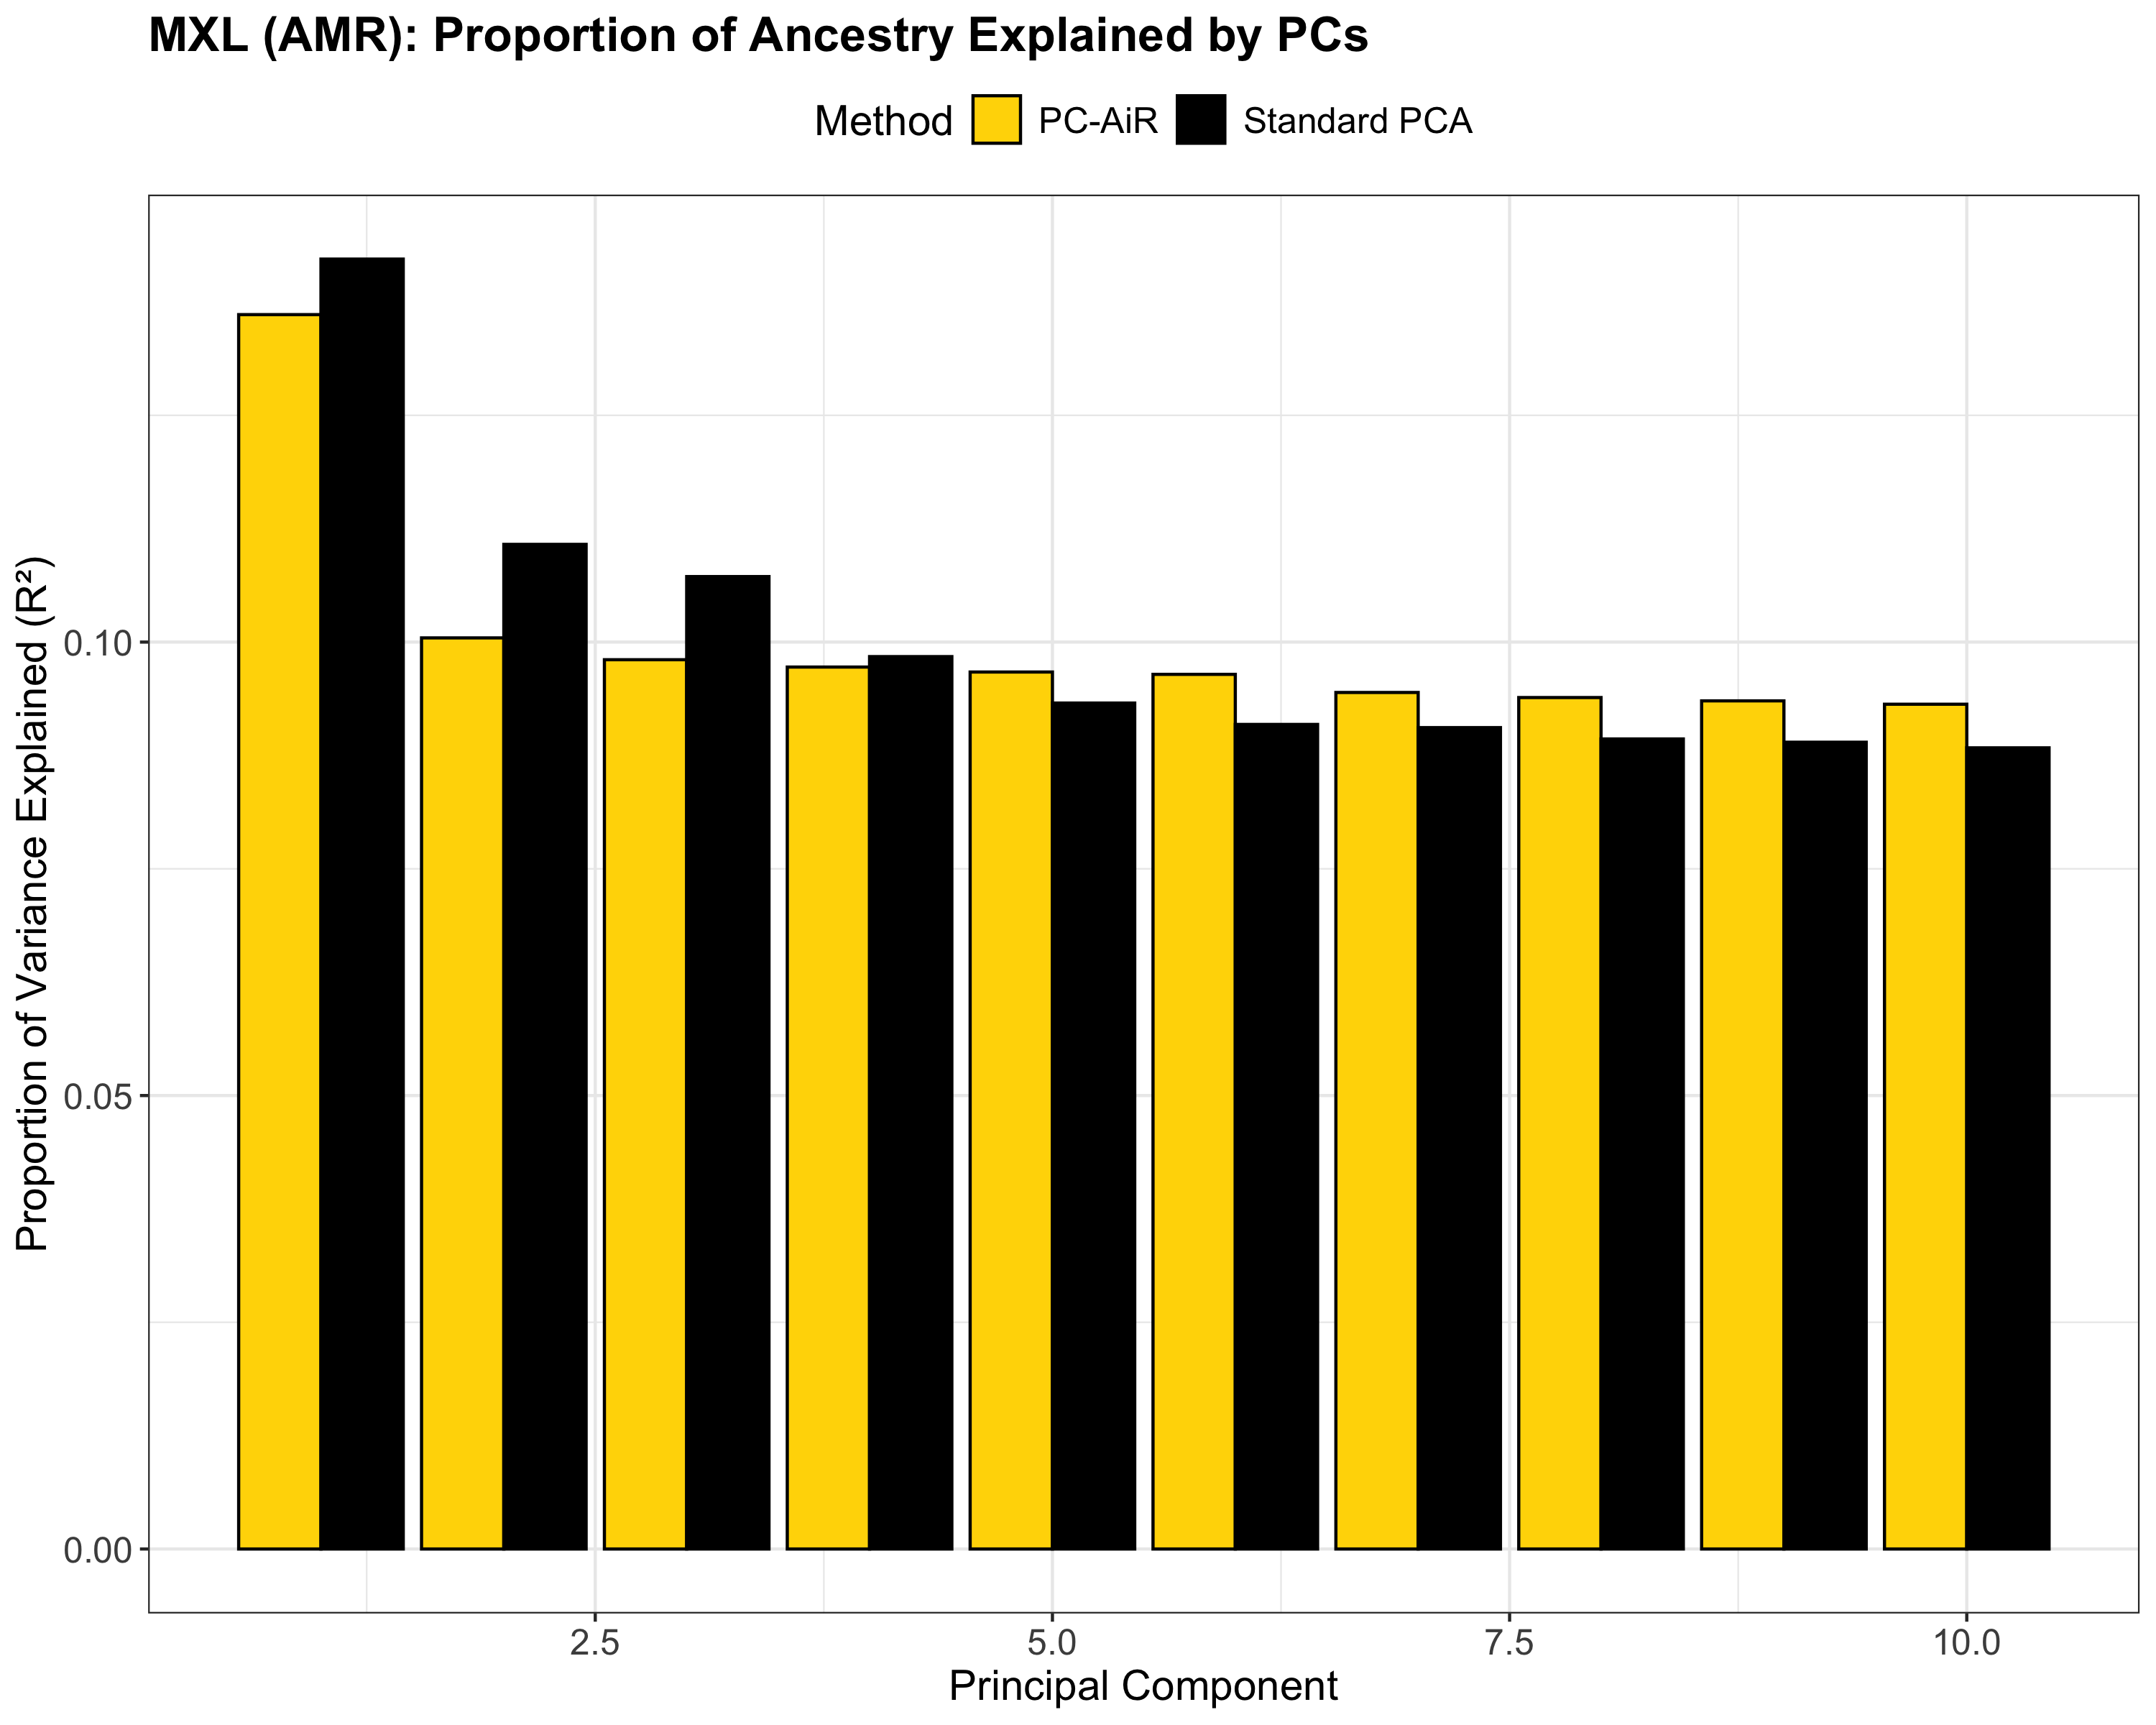 MXL (AMR): Proportion of Ancestry Explained by PCs
Method PC-AiR Standard PCA
Proportion of Variance Explained (R²)
0.10
0.05
0.00
2.5 5.0 7.5 10.0
Principal Component